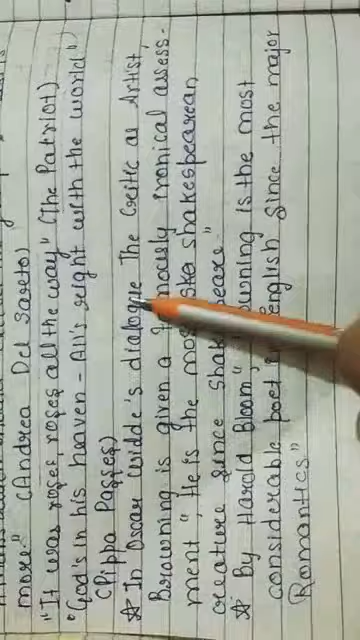 more." (Andrea Del Sarto)
"It was roses, roses all the way" (The Patriot)
"God's in his heaven - All's right with the world"
(Pippa Passes)
☆ In Oscar Wilde's dialogue The Critic as Artist,
Browning is given a ironical assess-
ment "He is the most Shakespearean
creature since
☆ By Harold Bloom, is the most
considerable poet English since the major
Romantics."